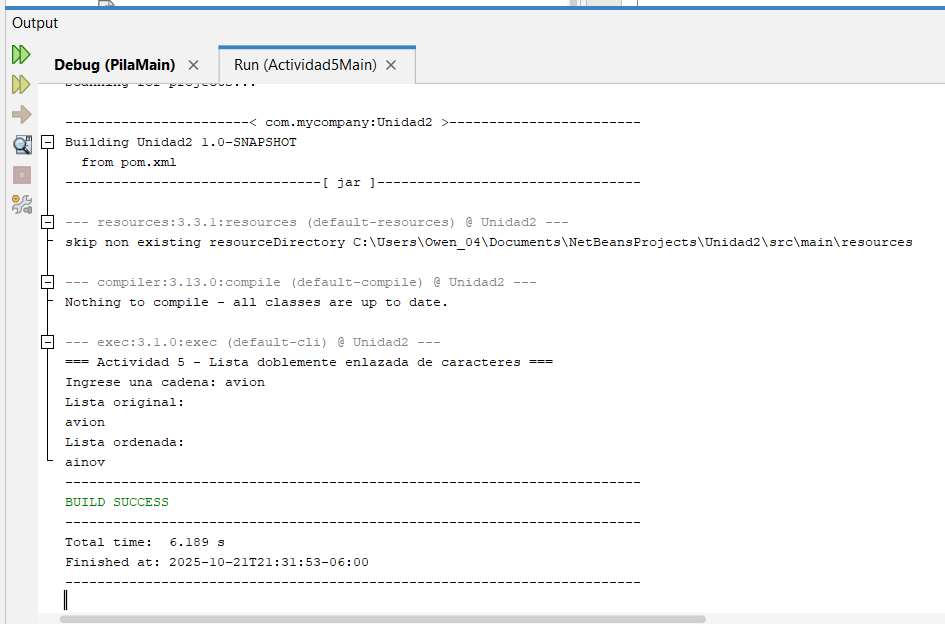 Output
Debug (PilaMain) Run (Actividad5Main)
Scanning for projects...
-----------------------< com.mycompany:Unidad2 >------------------------
Building Unidad2 1.0-SNAPSHOT
  from pom.xml
--------------------------------[ jar ]---------------------------------
--- resources:3.3.1:resources (default-resources) @ Unidad2 ---
skip non existing resourceDirectory C:\Users\Owen_04\Documents\NetBeansProjects\Unidad2\src\main\resources
--- compiler:3.13.0:compile (default-compile) @ Unidad2 ---
Nothing to compile - all classes are up to date.
--- exec:3.1.0:exec (default-cli) @ Unidad2 ---
=== Actividad 5 - Lista doblemente enlazada de caracteres ===
Ingrese una cadena: avion
Lista original:
avion
Lista ordenada:
ainov
------------------------------------------------------------------------
BUILD SUCCESS
------------------------------------------------------------------------
Total time:  6.189 s
Finished at: 2025-10-21T21:31:53-06:00
------------------------------------------------------------------------